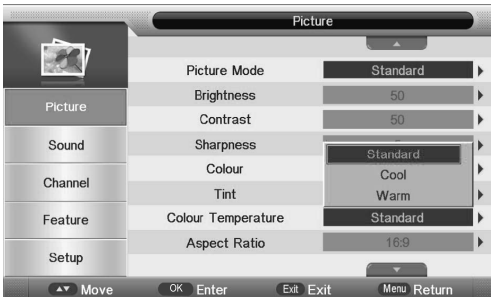 Picture
Picture
Sound
Channel
Feature
Setup
Picture Mode Standard
Brightness 50
Contrast 50
Sharpness
Colour
Tint
Standard
Cool
Warm
Colour Temperature Standard
Aspect Ratio 16:9
Move OK Enter Exit Exit Menu Return